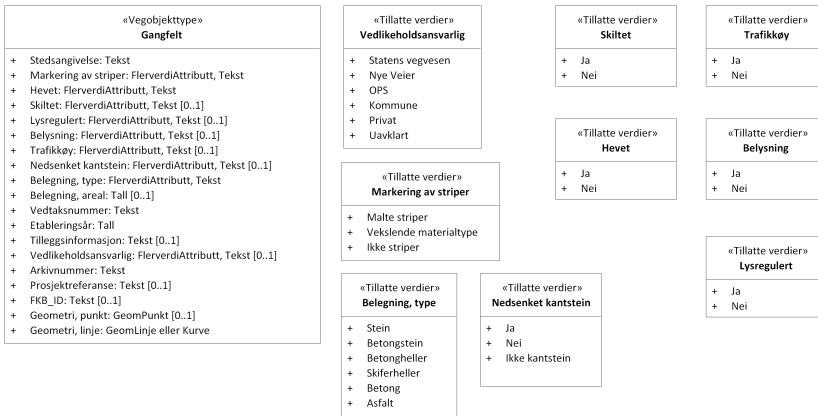 «Vegobjekttype»
Gangfelt
+ Stedsangivelse: Tekst
+ Markering av striper: FlerverdiAttributt, Tekst
+ Hevet: FlerverdiAttributt, Tekst
+ Skiltet: FlerverdiAttributt, Tekst [0..1]
+ Lysregulert: FlerverdiAttributt, Tekst [0..1]
+ Belysning: FlerverdiAttributt, Tekst [0..1]
+ Trafikkøy: FlerverdiAttributt, Tekst [0..1]
+ Nedsenket kantstein: FlerverdiAttributt, Tekst [0..1]
+ Belegning, type: FlerverdiAttributt, Tekst
+ Belegning, areal: Tall [0..1]
+ Vedtaksnummer: Tekst
+ Etableringsår: Tall
+ Tilleggsinformasjon: Tekst [0..1]
+ Vedlikeholdsansvarlig: FlerverdiAttributt, Tekst [0..1]
+ Arkivnummer: Tekst
+ Prosjektreferanse: Tekst [0..1]
+ FKB_ID: Tekst [0..1]
+ Geometri, punkt: GeomPunkt [0..1]
+ Geometri, linje: GeomLinje eller Kurve
«Tillatte verdier»
Vedlikeholdsansvarlig
+ Statens vegvesen
+ Nye Veier
+ OPS
+ Kommune
+ Privat
+ Uavklart
«Tillatte verdier»
Markering av striper
+ Malte striper
+ Vekslende materialtype
+ Ikke striper
«Tillatte verdier»
Belegning, type
+ Stein
+ Betongstein
+ Betongheller
+ Skiferheller
+ Betong
+ Asfalt
«Tillatte verdier»
Nedsenket kantstein
+ Ja
+ Nei
+ Ikke kantstein
«Tillatte verdier»
Skiltet
+ Ja
+ Nei
«Tillatte verdier»
Hevet
+ Ja
+ Nei
«Tillatte verdier»
Trafikkøy
+ Ja
+ Nei
«Tillatte verdier»
Belysning
+ Ja
+ Nei
«Tillatte verdier»
Lysregulert
+ Ja
+ Nei